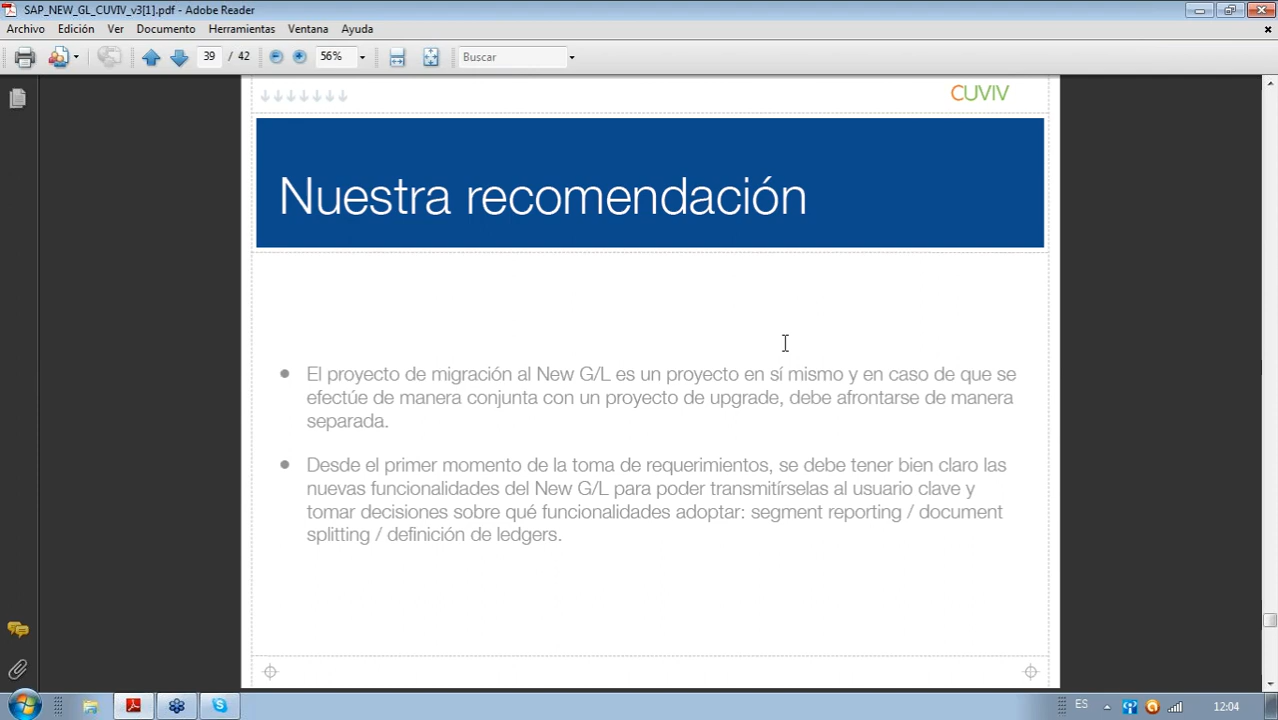 SAP_NEW_GL_CUVIV_v3[1].pdf - Adobe Reader
Archivo Edición Ver Documento Herramientas Ventana Ayuda
39 / 42 56% Buscar
CUVIV
Nuestra recomendación
El proyecto de migración al New G/L es un proyecto en sí mismo y en caso de que se
efectúe de manera conjunta con un proyecto de upgrade, debe afrontarse de manera
separada.
Desde el primer momento de la toma de requerimientos, se debe tener bien claro las
nuevas funcionalidades del New G/L para poder transmitírselas al usuario clave y
tomar decisiones sobre qué funcionalidades adoptar: segment reporting / document
splitting / definición de ledgers.
ES 12:04